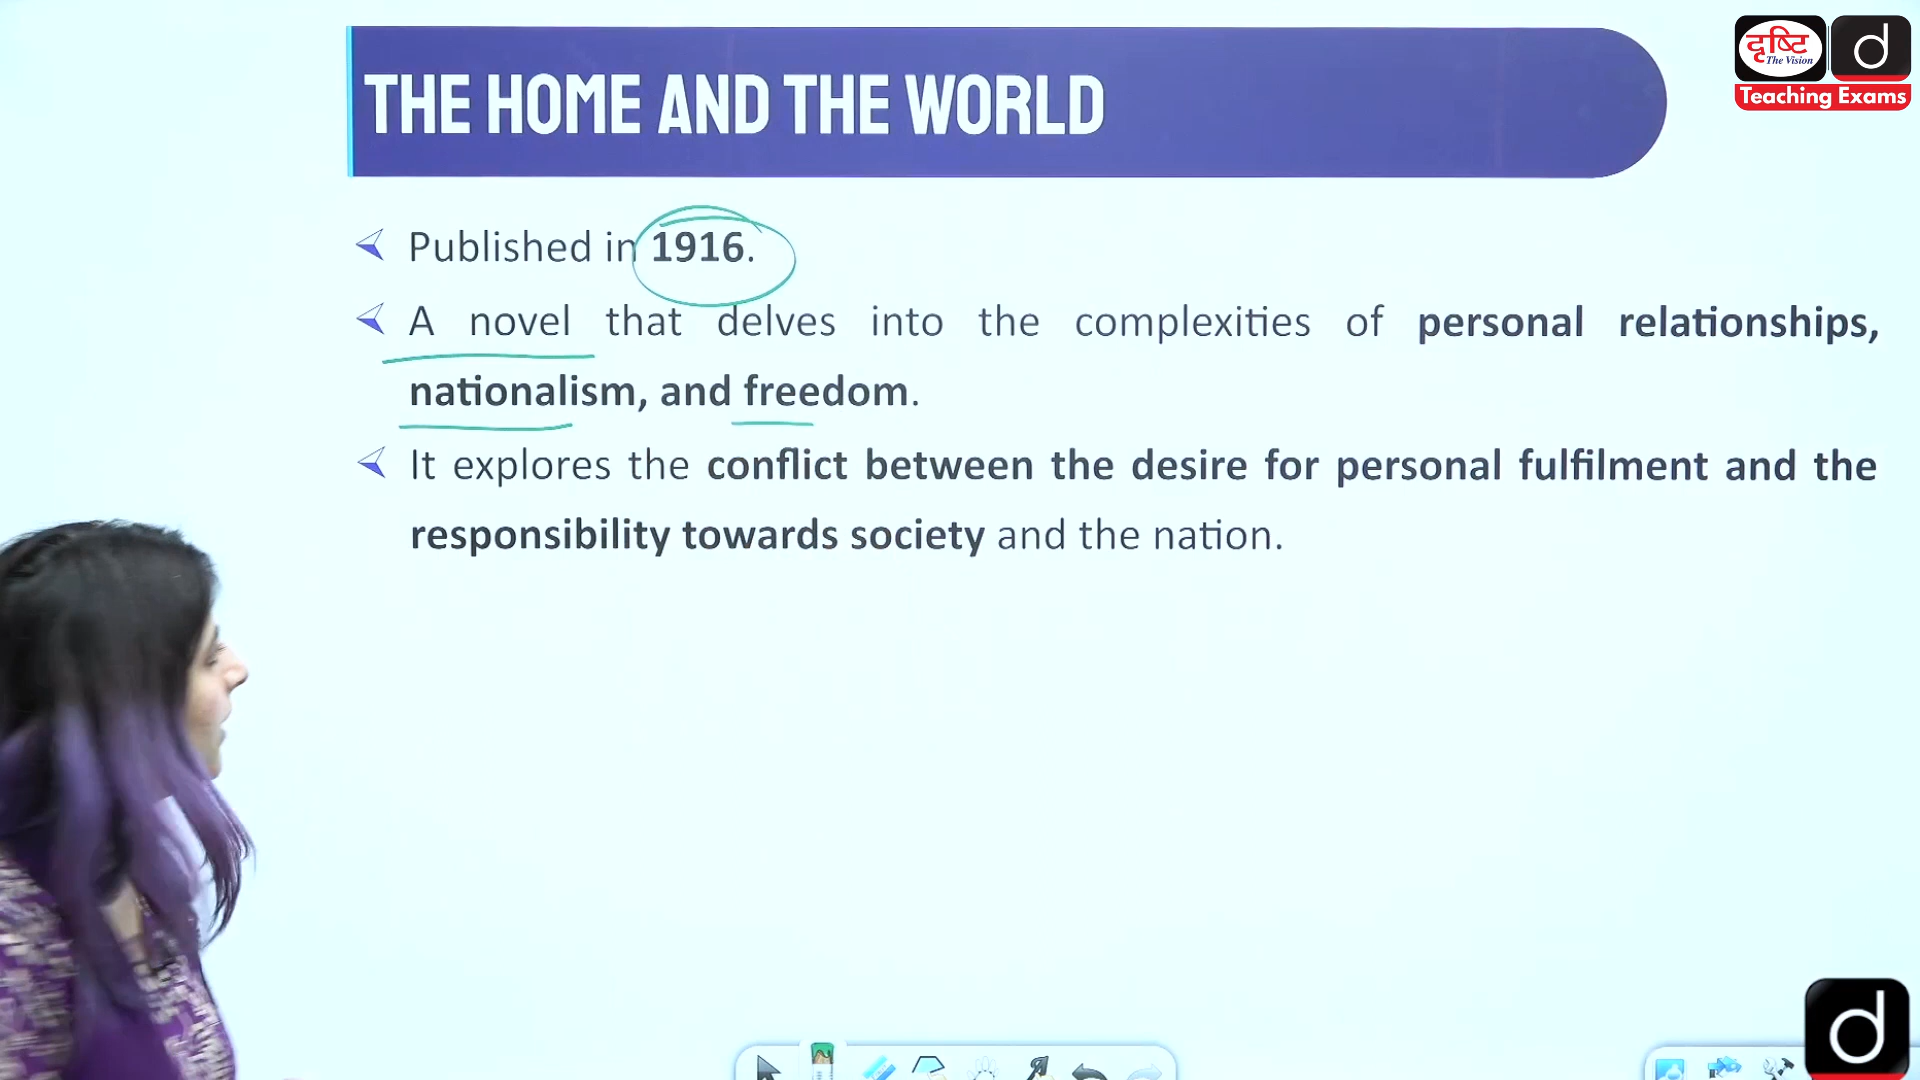 THE HOME AND THE WORLD
दृष्टि
The Vision
d
Teaching Exams
Published in 1916.
A novel that delves into the complexities of personal relationships,
nationalism, and freedom.
It explores the conflict between the desire for personal fulfilment and the
responsibility towards society and the nation.
d